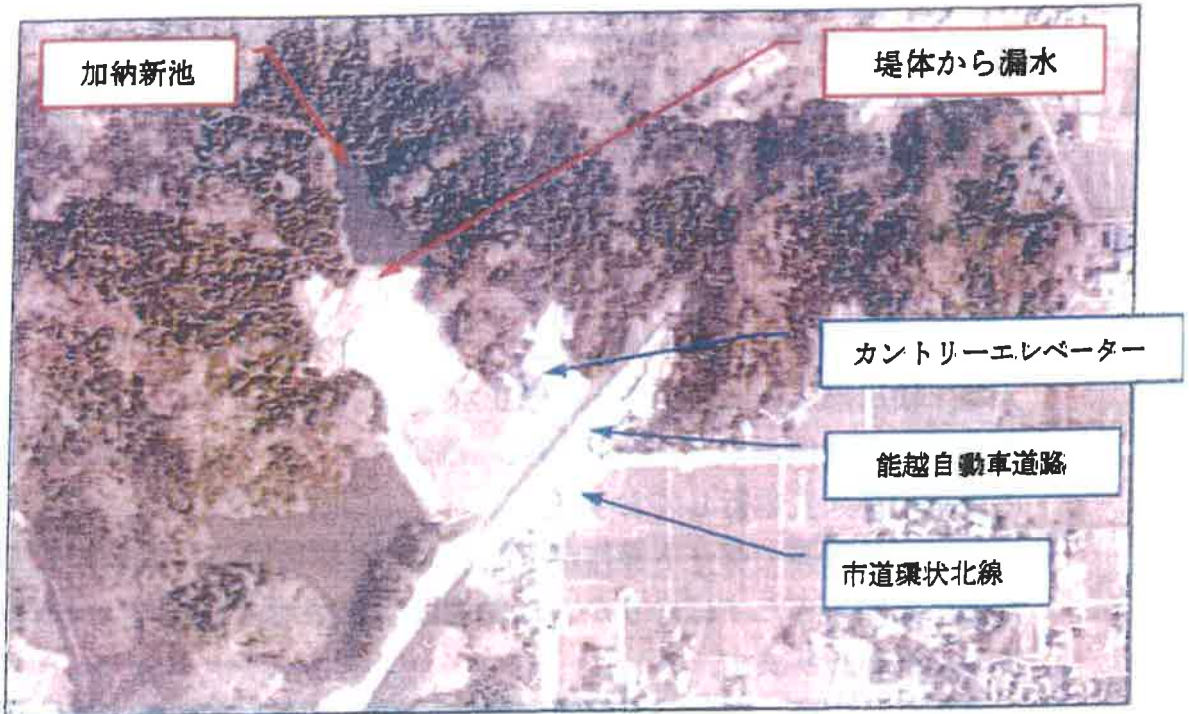 加納新池
堤体から漏水
カントリーエレベーター
能越自動車道路
市道環状北線